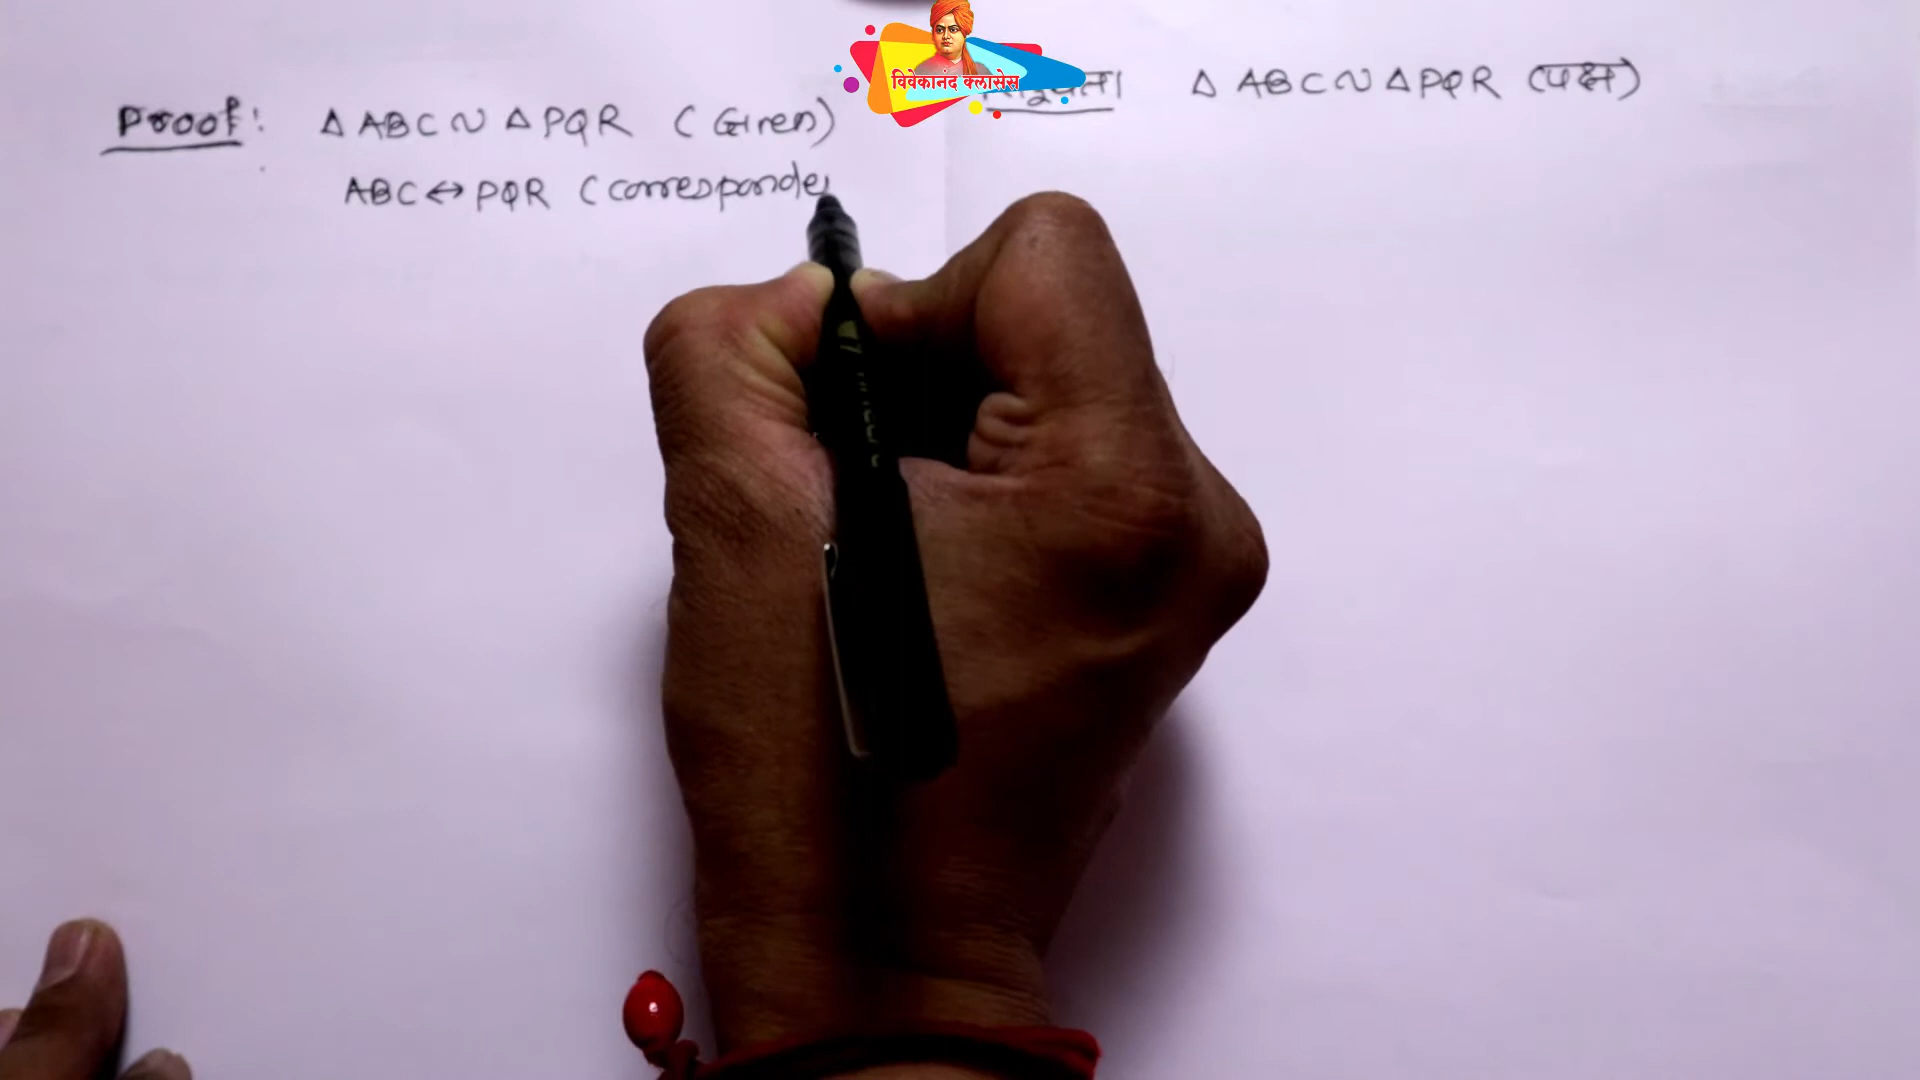 विवेकानंद क्लासेस
Proof: Δ ABC ~ Δ PQR (Given)
ABC ↔ PQR (corresponde
Δ ABC ~ Δ PQR (पक्ष)